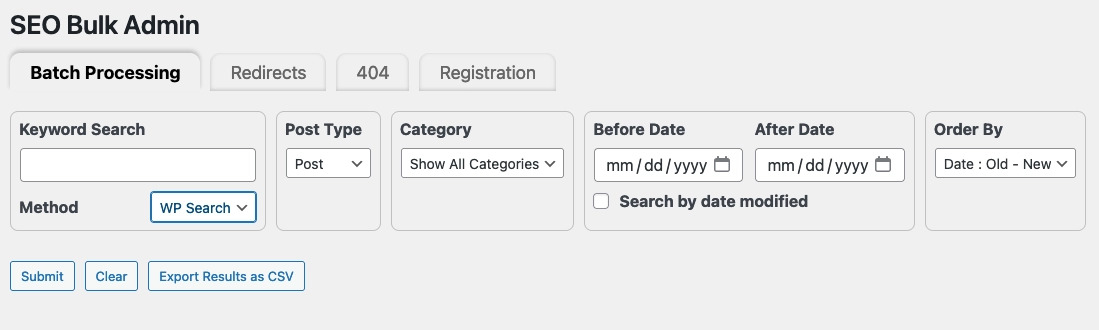 SEO Bulk Admin
Batch Processing Redirects 404 Registration
Keyword Search Post Type Category Before Date After Date Order By
Post Show All Categories mm/dd/yyyy mm/dd/yyyy Date : Old - New
Method WP Search Search by date modified
Submit Clear Export Results as CSV